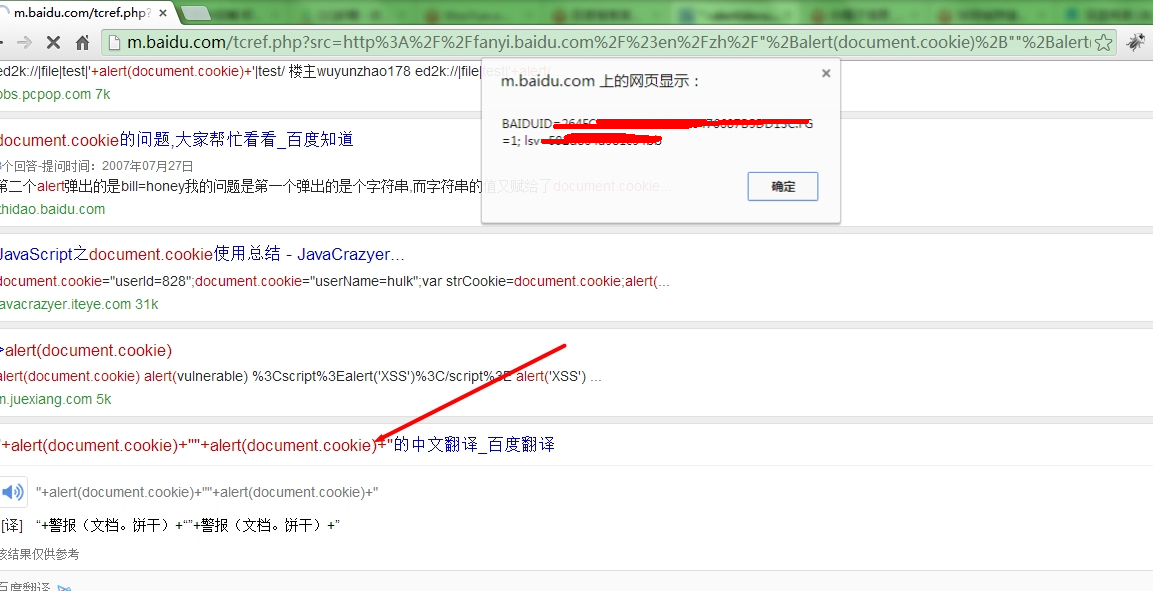 m.baidu.com/tcref.php?
m.baidu.com/tcref.php?src=http%3A%2F%2Ffanyi.baidu.com%2F%23en%2Fzh%2F"%2Balert(document.cookie)%2B""%2Balert(
ed2k://|file|test|'+alert(document.cookie)+'|test/ 楼主wuyunzhao178 ed2k://|file|test|'+alert/
bbs.pcpop.com 7k
m.baidu.com 上的网页显示：
BAIDUID=
=1; lsv=
确定
document.cookie的问题,大家帮忙看看_百度知道
个回答-提问时间：2007年07月27日
第二个alert弹出的是bill=honey我的问题是第一个弹出的是个字符串,而字符串的值又赋给了document.cookie...
zhidao.baidu.com
JavaScript之document.cookie使用总结 - JavaCrazyer...
document.cookie="userId=828";document.cookie="userName=hulk";var strCookie=document.cookie;alert(...
javacrazyer.iteye.com 31k
>alert(document.cookie)
alert(document.cookie) alert(vulnerable) %3Cscript%3Ealert('XSS')%3C/script%3E alert('XSS') ...
m.juexiang.com 5k
"+alert(document.cookie)+""+alert(document.cookie)+"的中文翻译_百度翻译
"+alert(document.cookie)+""+alert(document.cookie)+"
[译] “+警报（文档。饼干）+“”+警报（文档。饼干）+”
该结果仅供参考
百度翻译